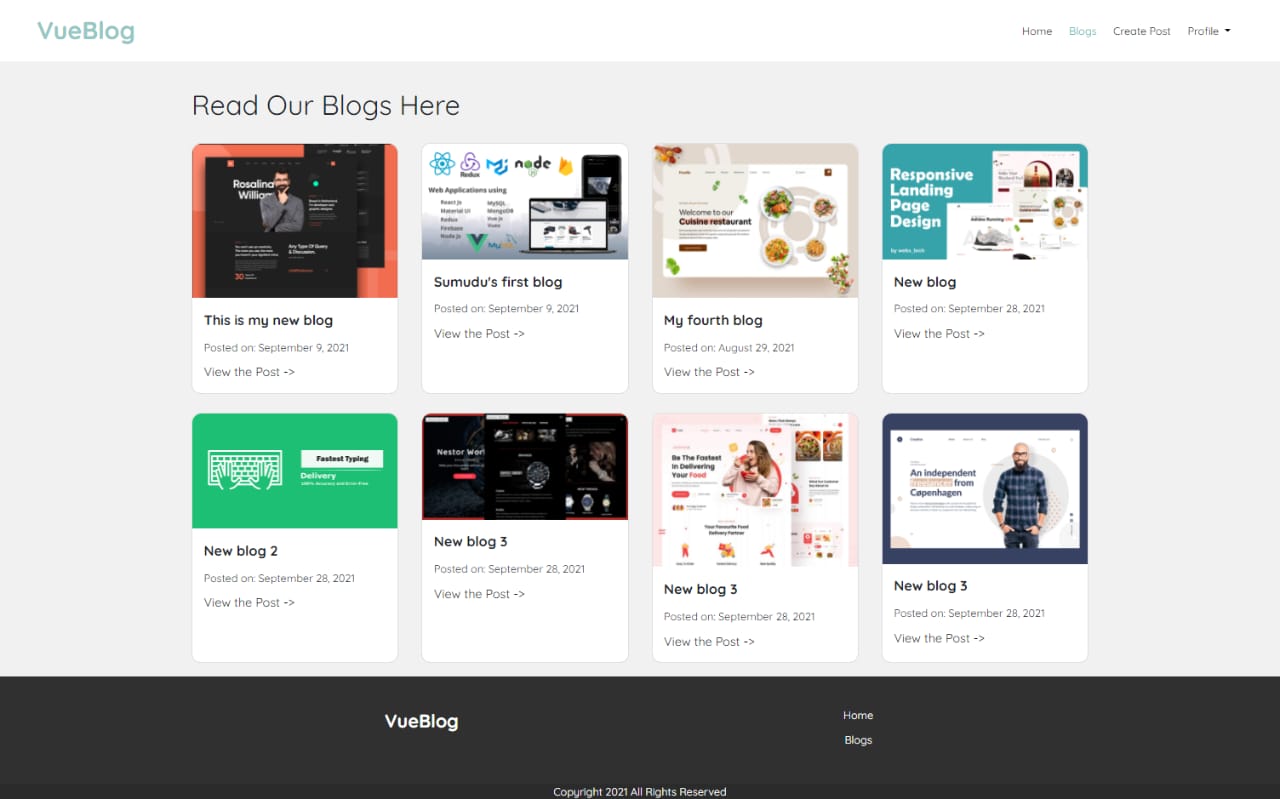 VueBlog
Home Blogs Create Post Profile
Read Our Blogs Here
Rosalina
William
Any Type Of Query
& Discussion.
30
This is my new blog
Posted on: September 9, 2021
View the Post ->
Redux
node
Web Applications using
React Js
Material UI
Redux
Firebase
Node Js
MySQL
MongoDB
Vue js
Vuex
Sumudu's first blog
Posted on: September 9, 2021
View the Post ->
Welcome to our
Cuisine restaurant
My fourth blog
Posted on: August 29, 2021
View the Post ->
Responsive
Landing
Page
Design
New blog
Posted on: September 28, 2021
View the Post ->
Fastest Typing
Delivery
100% Accuracy and Error-Free
New blog 2
Posted on: September 28, 2021
View the Post ->
New blog 3
Posted on: September 28, 2021
View the Post ->
Be The Fastest
In Delivering
Your Food
Your Favourite Food
Delivery Partner
New blog 3
Posted on: September 28, 2021
View the Post ->
An independent
freelancer from
Copenhagen
New blog 3
Posted on: September 28, 2021
View the Post ->
VueBlog
Home
Blogs
Copyright 2021 All Rights Reserved